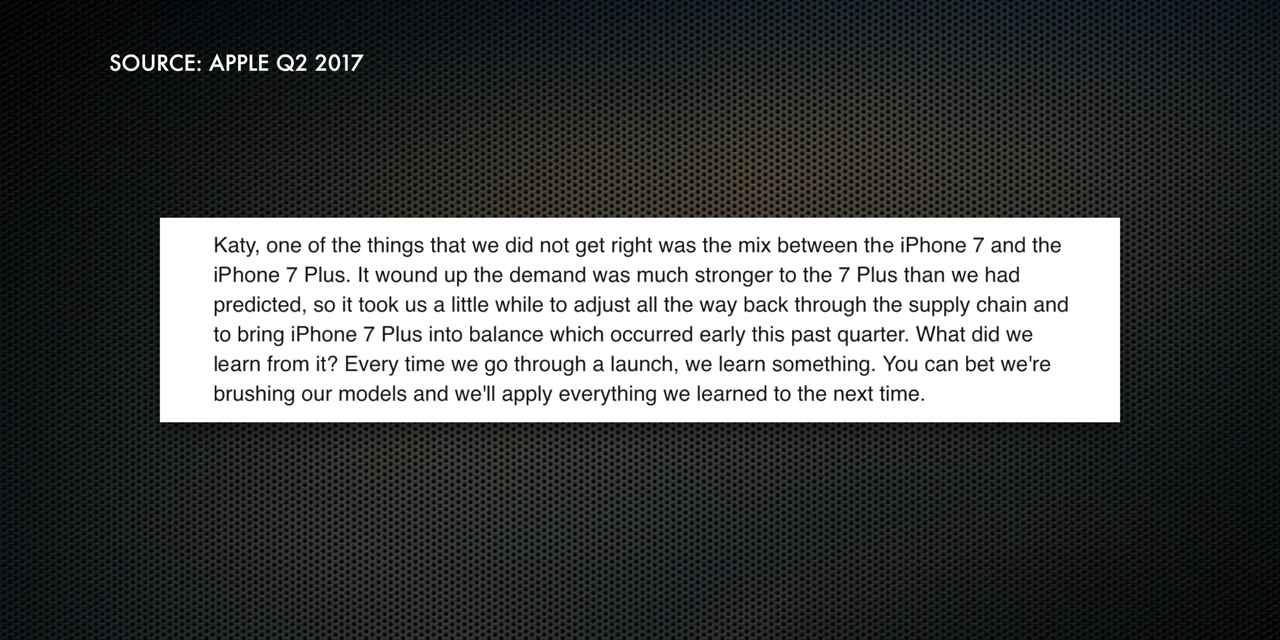 SOURCE: APPLE Q2 2017
Katy, one of the things that we did not get right was the mix between the iPhone 7 and the
iPhone 7 Plus. It wound up the demand was much stronger to the 7 Plus than we had
predicted, so it took us a little while to adjust all the way back through the supply chain and
to bring iPhone 7 Plus into balance which occurred early this past quarter. What did we
learn from it? Every time we go through a launch, we learn something. You can bet we're
brushing our models and we'll apply everything we learned to the next time.